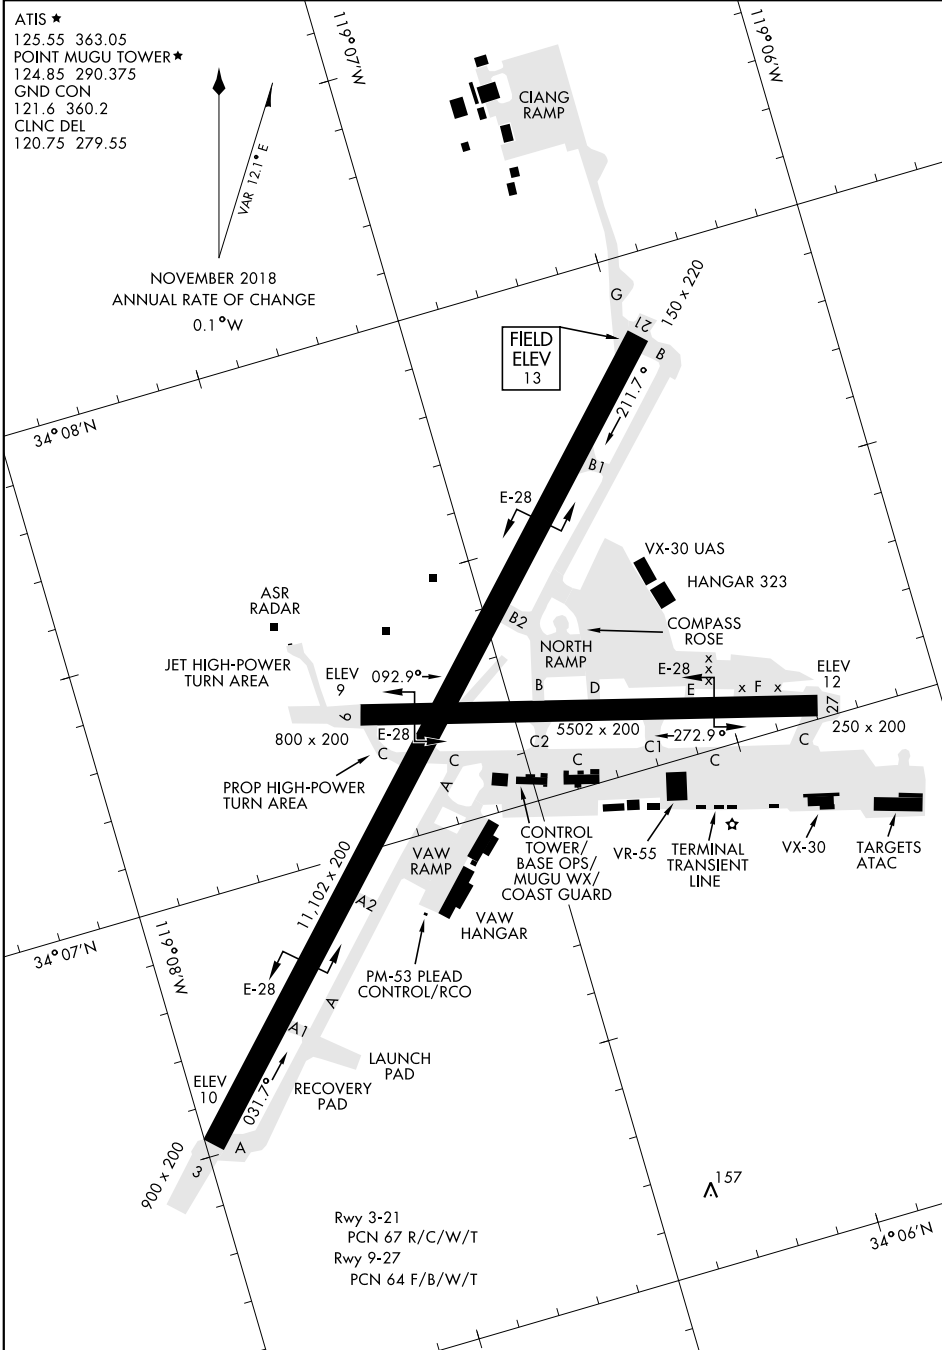 ATIS ★
125.55 363.05
POINT MUGU TOWER ★
124.85 290.375
GND CON
121.6 360.2
CLNC DEL
120.75 279.55
VAR 12.1° E
NOVEMBER 2018
ANNUAL RATE OF CHANGE
0.1°W
119°07'W
119°06'W
CIANG
RAMP
G
21
150 x 220
FIELD
ELEV
13
B
211.7°
34°08'N
B1
E-28
VX-30 UAS
HANGAR 323
ASR
RADAR
B2
COMPASS
ROSE
NORTH
RAMP
JET HIGH-POWER
TURN AREA
ELEV
9
092.9°
E-28
x
x
x
ELEV
12
B
D
E
x F x
9
27
800 x 200
E-28
5502 x 200
272.9°
250 x 200
C
C
C2
C
C1
C
C
PROP HIGH-POWER
TURN AREA
A
VAW
RAMP
CONTROL
TOWER/
BASE OPS/
MUGU WX/
COAST GUARD
VR-55
TERMINAL
TRANSIENT
LINE
VX-30
TARGETS
ATAC
11,102 x 200
A2
VAW
HANGAR
34°07'N
119°08'W
E-28
PM-53 PLEAD
CONTROL/RCO
A
A1
LAUNCH
PAD
RECOVERY
PAD
ELEV
10
031.7°
A
3
900 x 200
157
Rwy 3-21
PCN 67 R/C/W/T
Rwy 9-27
PCN 64 F/B/W/T
34°06'N